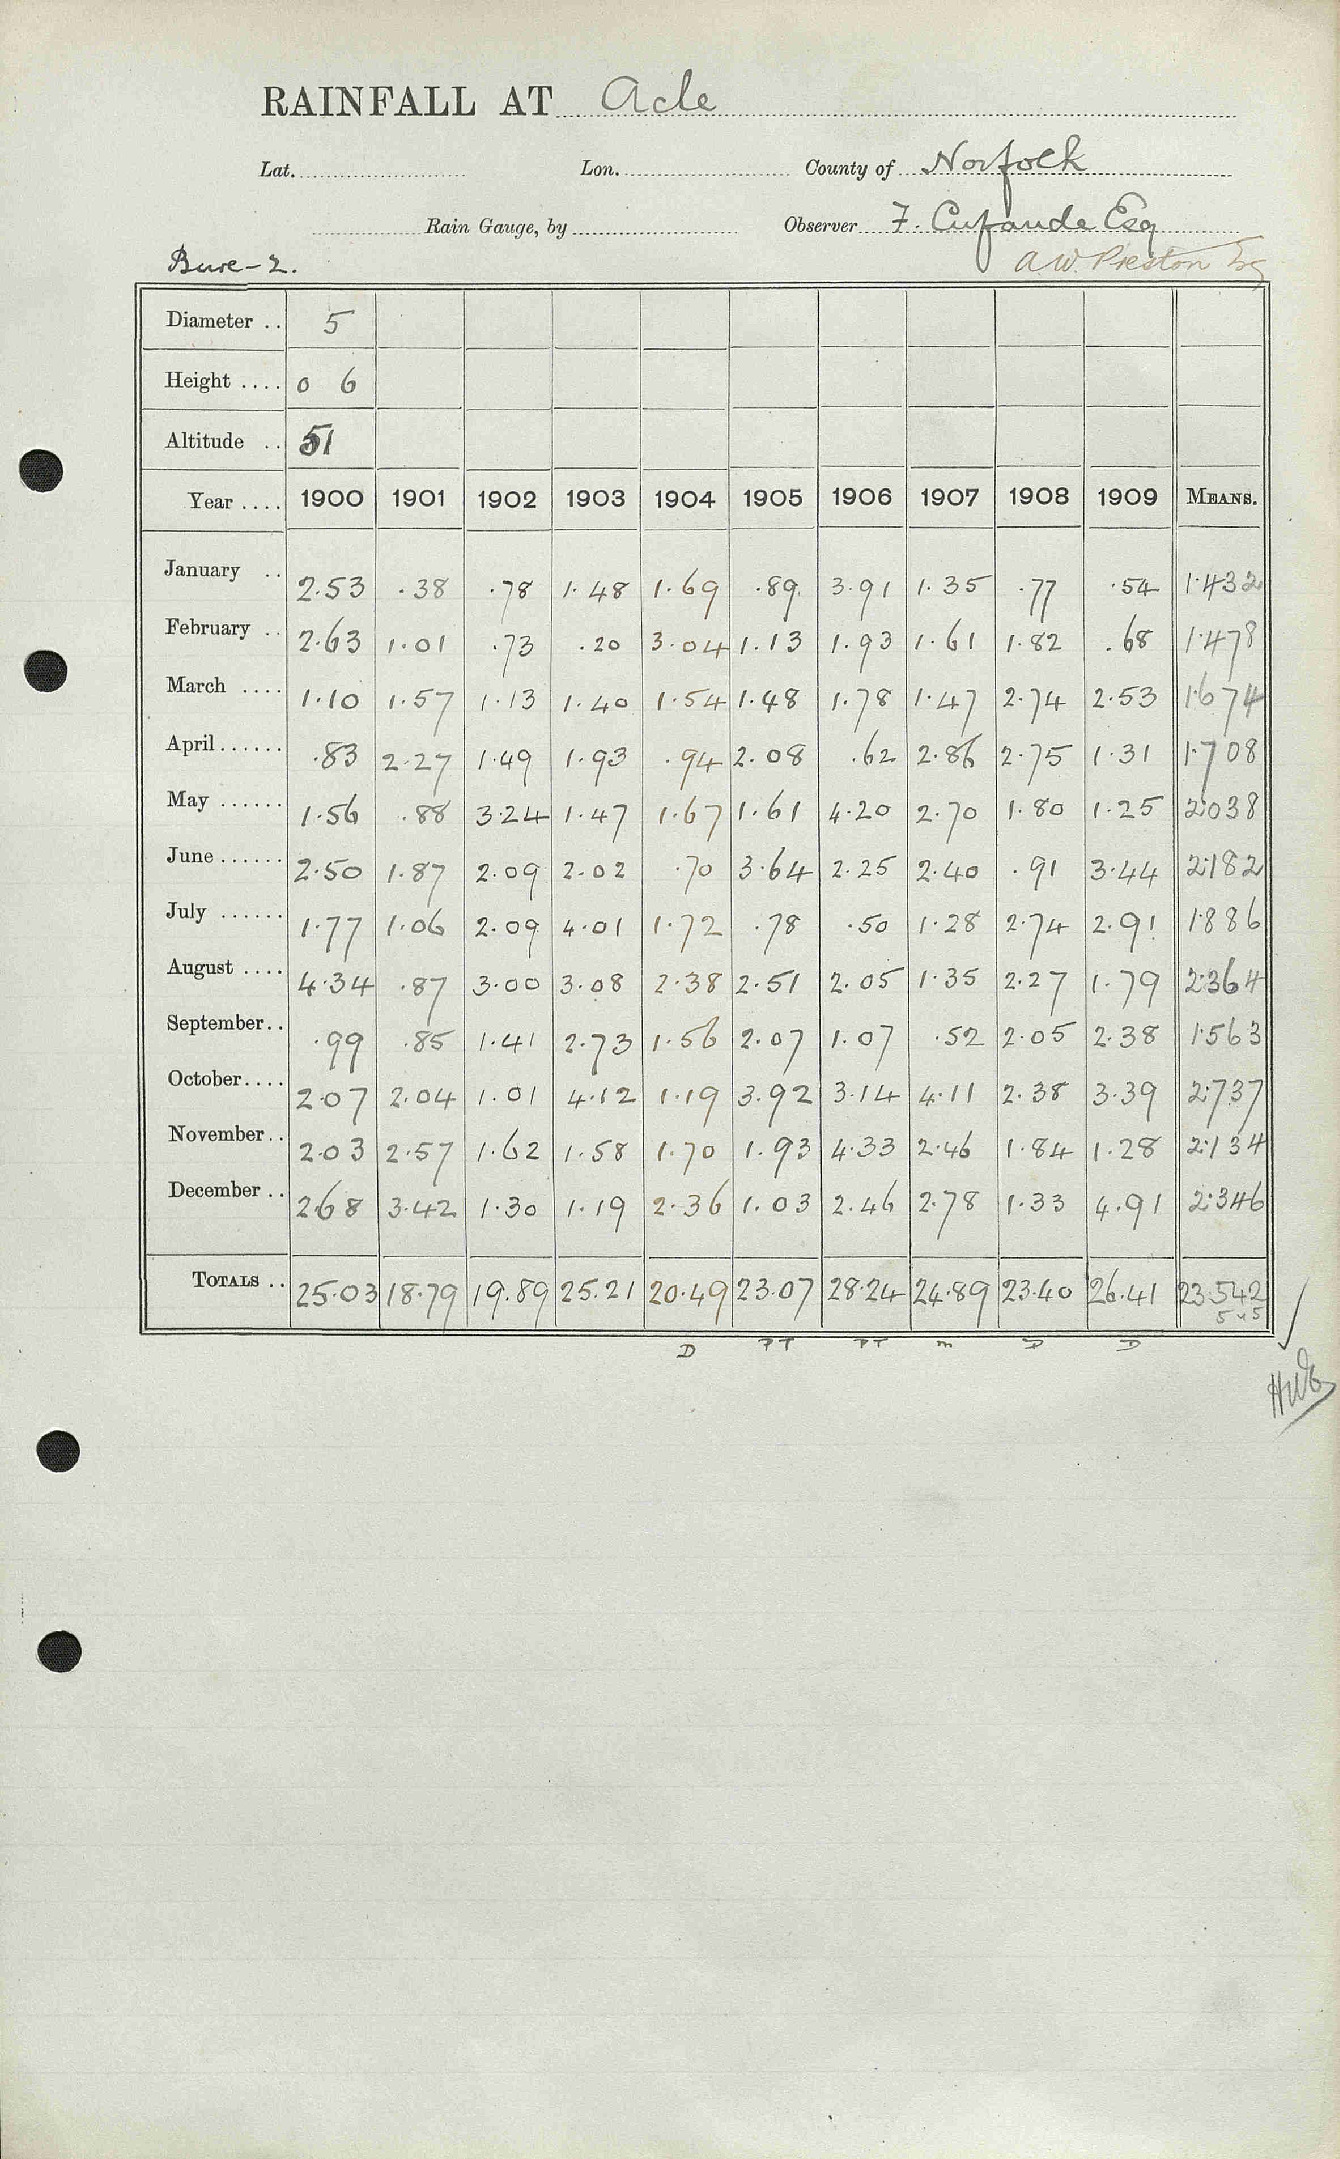 RAINFALL AT Acle
Lat. Lon. County of Norfolk
Rain Gauge, by Observer F. Cufaude Esq
Bure-2. A.W. Preston Esq
Diameter .. 5
Height .... 0 6
Altitude .. 51
Year .... 1900 1901 1902 1903 1904 1905 1906 1907 1908 1909 MEANS.
January .. 2.53 .38 .78 1.48 1.69 .89 3.91 1.35 .77 .54 1.432
February .. 2.63 1.01 .73 .20 3.04 1.13 1.93 1.61 1.82 .68 1.478
March .... 1.10 1.57 1.13 1.40 1.54 1.48 1.78 1.47 2.74 2.53 1.674
April...... .83 2.27 1.49 1.93 .94 2.08 .62 2.86 2.75 1.31 1.708
May ...... 1.56 .88 3.24 1.47 1.67 1.61 4.20 2.70 1.80 1.25 2.038
June...... 2.50 1.87 2.09 2.02 .70 3.64 2.25 2.40 .91 3.44 2.182
July ...... 1.77 1.06 2.09 4.01 1.72 .78 .50 1.28 2.74 2.91 1.886
August .... 4.34 .87 3.00 3.08 2.38 2.51 2.05 1.35 2.27 1.79 2.364
September.. .99 .85 1.41 2.73 1.56 2.07 1.07 .52 2.05 2.38 1.563
October.... 2.07 2.04 1.01 4.12 1.19 3.92 3.14 4.11 2.38 3.39 2.737
November.. 2.03 2.57 1.62 1.58 1.70 1.93 4.33 2.46 1.84 1.28 2.134
December .. 2.68 3.42 1.30 1.19 2.36 1.03 2.46 2.78 1.33 4.91 2.346
TOTALS .. 25.03 18.79 19.89 25.21 20.49 23.07 28.24 24.89 23.40 26.41 23.542
D PT PT m D D